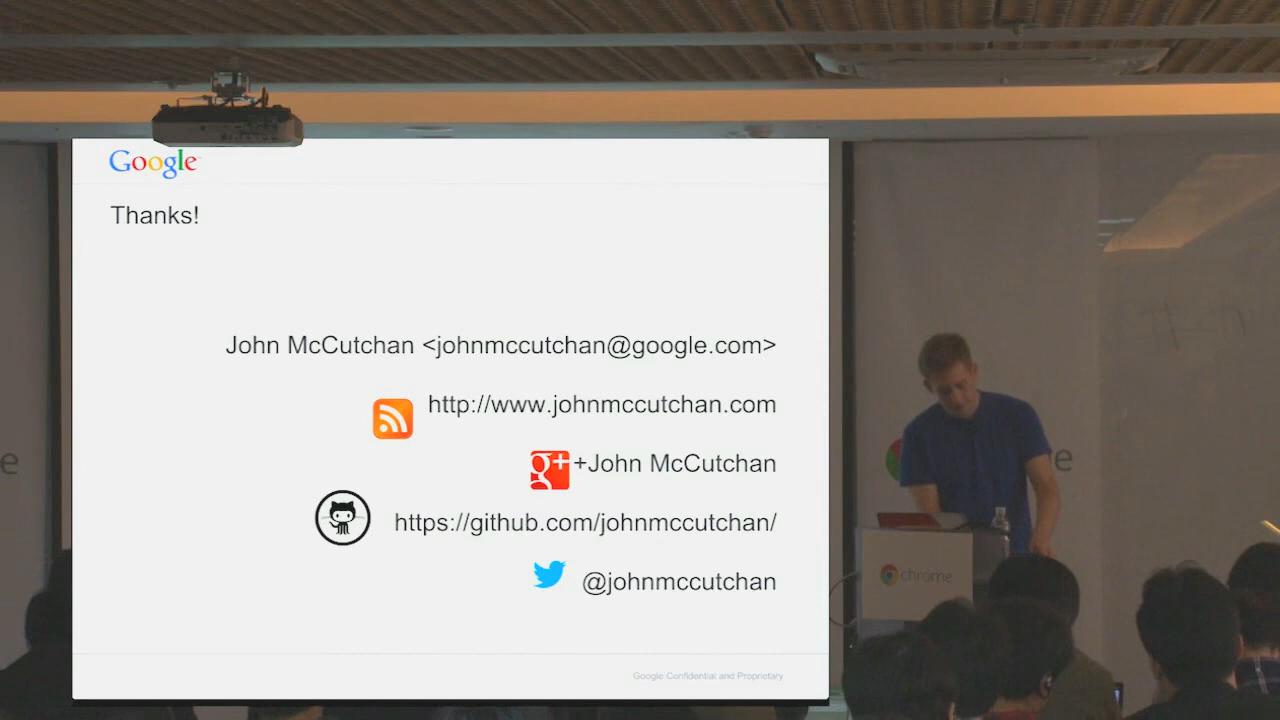 Google
Thanks!
John McCutchan <johnmccutchan@google.com>
http://www.johnmccutchan.com
g+ +John McCutchan
https://github.com/johnmccutchan/
@johnmccutchan
Google Confidential and Proprietary
e
e
chrome